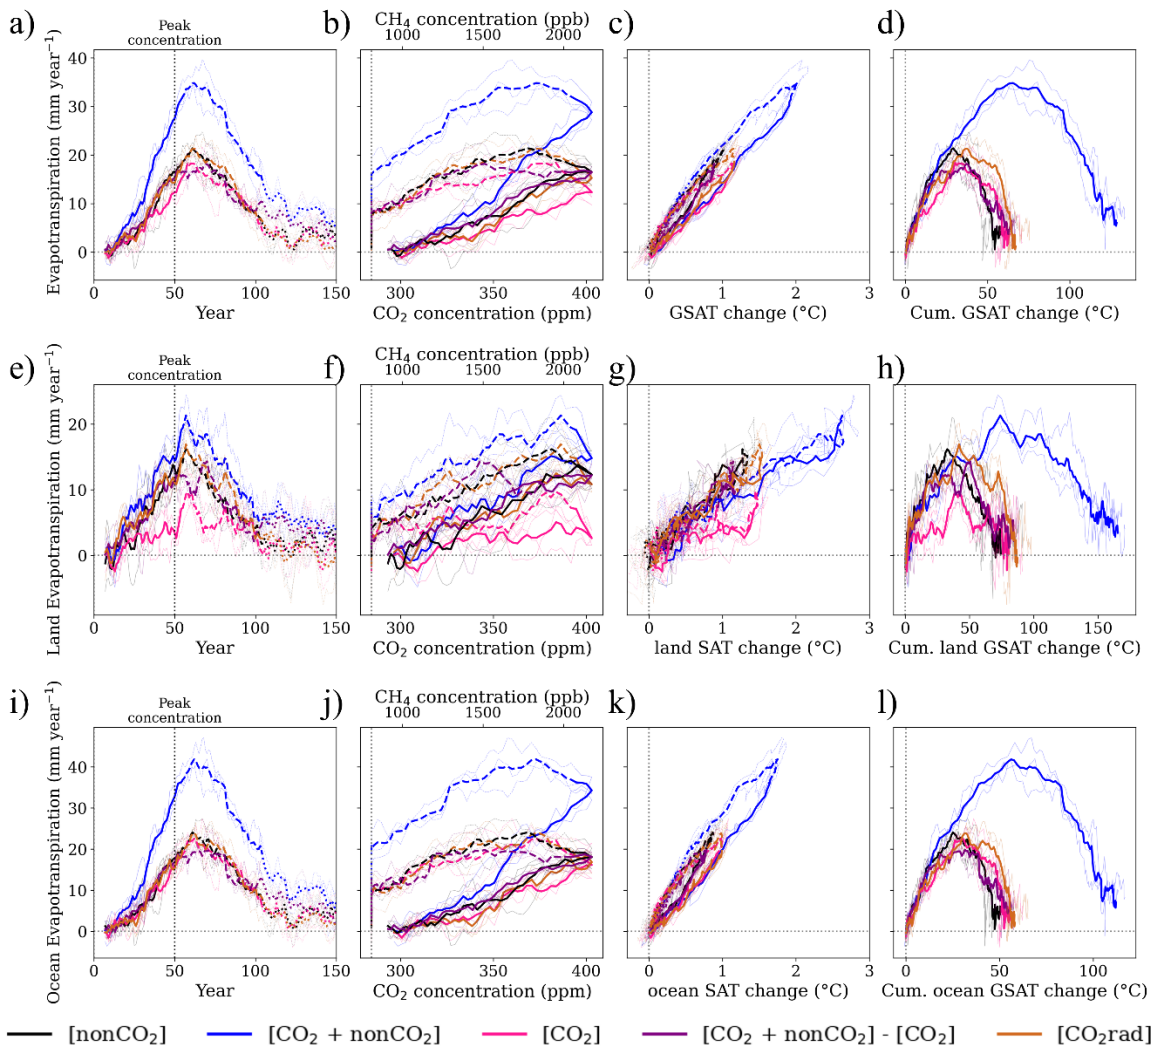 a)
b)
c)
d)
Peak
concentration
CH₄ concentration (ppb)
1000 1500 2000
Evapotranspiration (mm year⁻¹)
40
30
20
10
0
0 50 100 150
Year
300 350 400
CO₂ concentration (ppm)
0 1 2 3
GSAT change (°C)
0 50 100
Cum. GSAT change (°C)
e)
f)
g)
h)
Peak
concentration
CH₄ concentration (ppb)
1000 1500 2000
Land Evapotranspiration (mm year⁻¹)
20
10
0
0 50 100 150
Year
300 350 400
CO₂ concentration (ppm)
0 1 2 3
land SAT change (°C)
0 50 100 150
Cum. land GSAT change (°C)
i)
j)
k)
l)
Peak
concentration
CH₄ concentration (ppb)
1000 1500 2000
Ocean Evapotranspiration (mm year⁻¹)
40
30
20
10
0
0 50 100 150
Year
300 350 400
CO₂ concentration (ppm)
0 1 2 3
ocean SAT change (°C)
0 50 100
Cum. ocean GSAT change (°C)
[nonCO₂] [CO₂ + nonCO₂] [CO₂] [CO₂ + nonCO₂] - [CO₂] [CO₂rad]